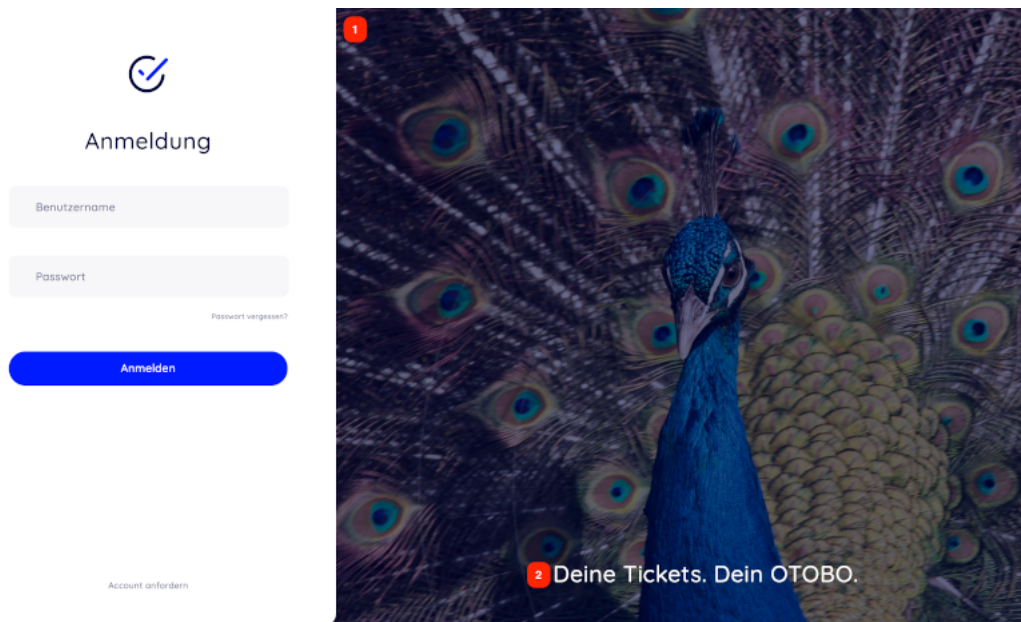 Anmeldung
Benutzername
Passwort
Passwort vergessen?
Anmelden
Account anfordern
1
2 Deine Tickets. Dein OTOBO.